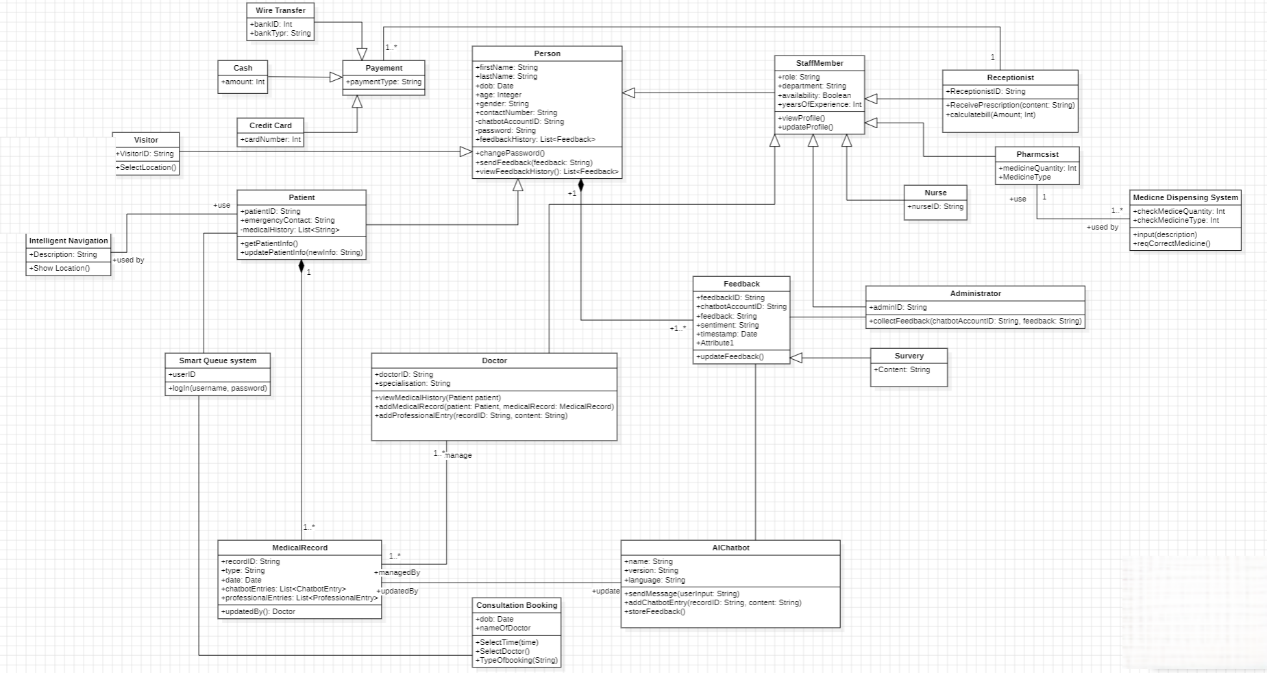 Wire Transfer
+bankID: Int
+bankTypr: String
Cash
+amount: Int
Payement
+paymentType: String
1..*
Credit Card
+cardNumber: Int
Visitor
+VisitorID: String
+SelectLocation()
Person
+firstName: String
+lastName: String
+dob: Date
+age: Integer
+gender: String
+contactNumber: String
-chatbotAccountID: String
-password: String
+feedbackHistory: List<Feedback>
+changePassword()
+sendFeedback(feedback: String)
+viewFeedbackHistory(): List<Feedback>
+1
StaffMember
+role: String
+department: String
+availability: Boolean
+yearsOfExperience: Int
+viewProfile()
+updateProfile()
1
Receptionist
+ReceptionistID: String
+ReceivePrescription(content: String)
+calculatebill(Amount; Int)
Pharmcsist
+medicineQuantity: Int
+MedicineType
+use
1
1..*
+used by
Nurse
+nurseID: String
Medicne Dispensing System
+checkMediceQuantity: Int
+checkMedicineType: Int
+input(description)
+reqCorrectMedicine()
Patient
+patientID: String
+emergencyContact: String
-medicalHistory: List<String>
+getPatientInfo()
+updatePatientInfo(newInfo: String)
+use
1
Intelligent Navigation
+Description: String
+Show Location()
+used by
Feedback
+feedbackID: String
+chatbotAccountID: String
+feedback: String
+sentiment: String
+timestamp: Date
+Attribute1
+updateFeedback()
+1..*
Administrator
+adminID: String
+collectFeedback(chatbotAccountID: String, feedback: String)
Survery
+Content: String
Smart Queue system
+userID
+logIn(username, password)
Doctor
+doctorID: String
+specialisation: String
+viewMedicalHistory(Patient patient)
+addMedicalRecord(patient: Patient, medicalRecord: MedicalRecord)
+addProfessionalEntry(recordID: String, content: String)
1..*
manage
1..*
MedicalRecord
+recordID: String
+type: String
+date: Date
+chatbotEntries: List<ChatbotEntry>
+professionalEntries: List<ProfessionalEntry>
+updatedBy(): Doctor
1..*
+managedBy
+updatedBy
+update
AIChatbot
+name: String
+version: String
+language: String
+sendMessage(userInput: String)
+addChatbotEntry(recordID: String, content: String)
+storeFeedback()
Consultation Booking
+dob: Date
+nameOfDoctor
+SelectTime(time)
+SelectDoctor()
+TypeOfbooking(String)